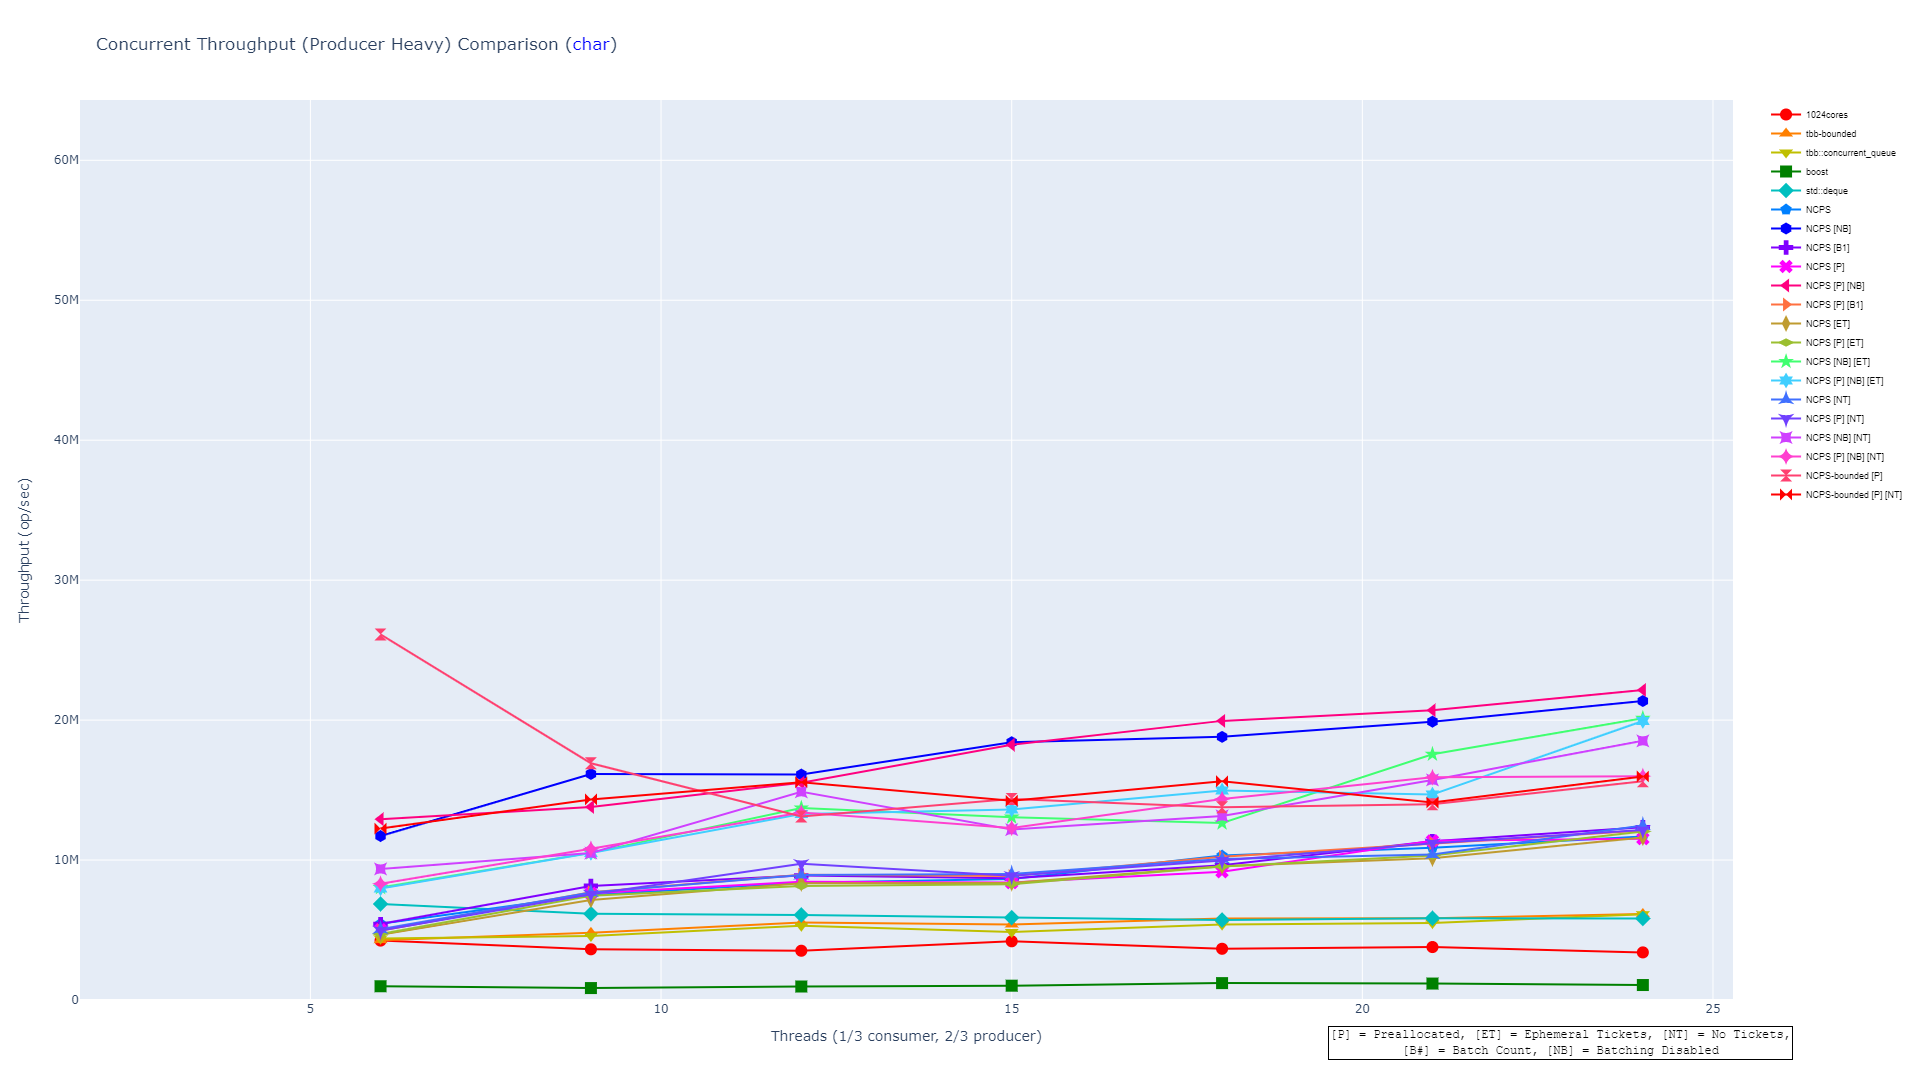 Concurrent Throughput (Producer Heavy) Comparison (char)
60M
50M
40M
30M
20M
10M
0
Throughput (op/sec)
5
10
15
20
25
Threads (1/3 consumer, 2/3 producer)
1024cores
tbb-bounded
tbb::concurrent_queue
boost
std::deque
NCPS
NCPS [NB]
NCPS [B1]
NCPS [P]
NCPS [P] [NB]
NCPS [P] [B1]
NCPS [ET]
NCPS [P] [ET]
NCPS [NB] [ET]
NCPS [P] [NB] [ET]
NCPS [NT]
NCPS [P] [NT]
NCPS [NB] [NT]
NCPS [P] [NB] [NT]
NCPS-bounded [P]
NCPS-bounded [P] [NT]
[P] = Preallocated, [ET] = Ephemeral Tickets, [NT] = No Tickets,
[B#] = Batch Count, [NB] = Batching Disabled